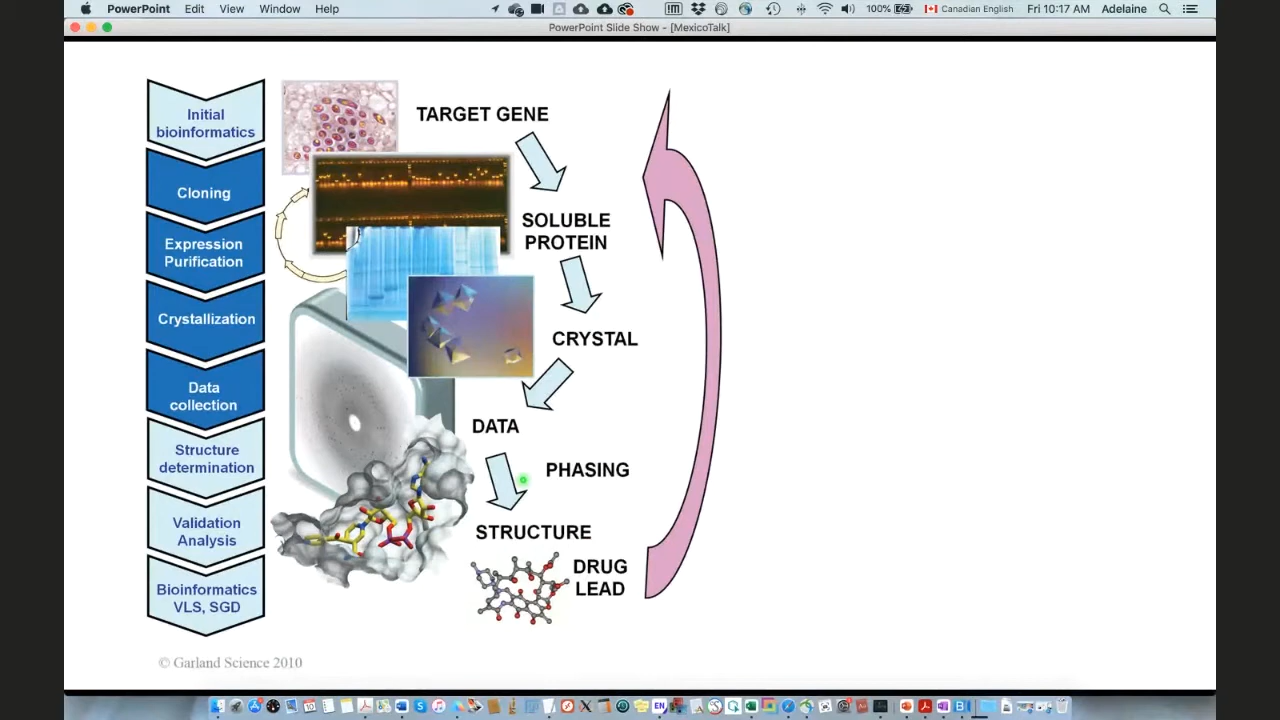 PowerPoint Edit View Window Help
100% Canadian English Fri 10:17 AM Adelaine
PowerPoint Slide Show - [MexicoTalk]
Initial
bioinformatics
Cloning
Expression
Purification
Crystallization
Data
collection
Structure
determination
Validation
Analysis
Bioinformatics
VLS, SGD
TARGET GENE
SOLUBLE
PROTEIN
CRYSTAL
DATA
PHASING
STRUCTURE
DRUG
LEAD
© Garland Science 2010